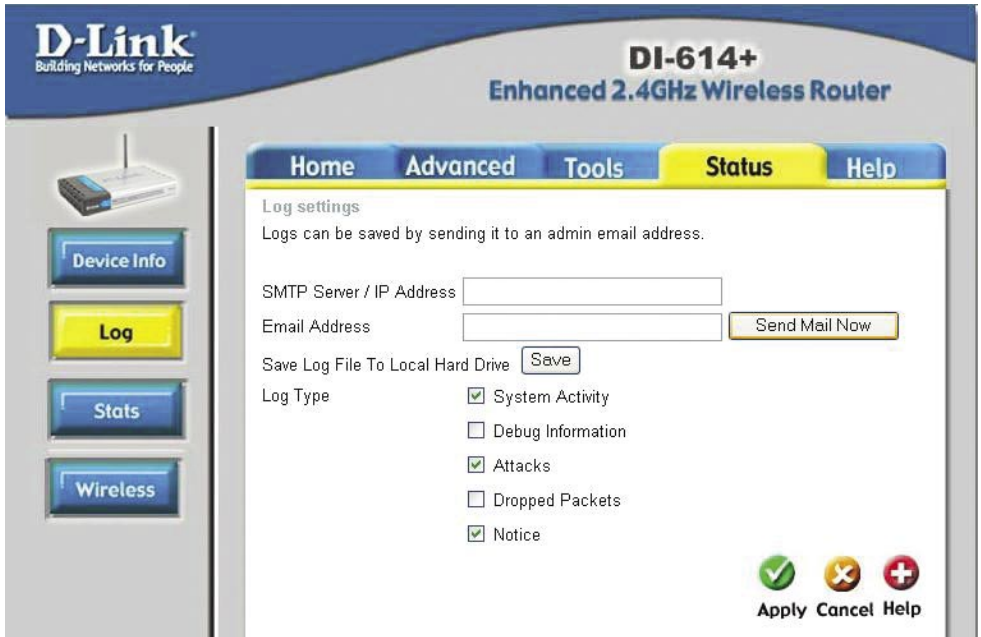 D-Link
Building Networks for People
DI-614+
Enhanced 2.4GHz Wireless Router
Home Advanced Tools Status Help
Device Info
Log
Stats
Wireless
Log settings
Logs can be saved by sending it to an admin email address.
SMTP Server / IP Address
Email Address Send Mail Now
Save Log File To Local Hard Drive Save
Log Type System Activity
Debug Information
Attacks
Dropped Packets
Notice
Apply Cancel Help